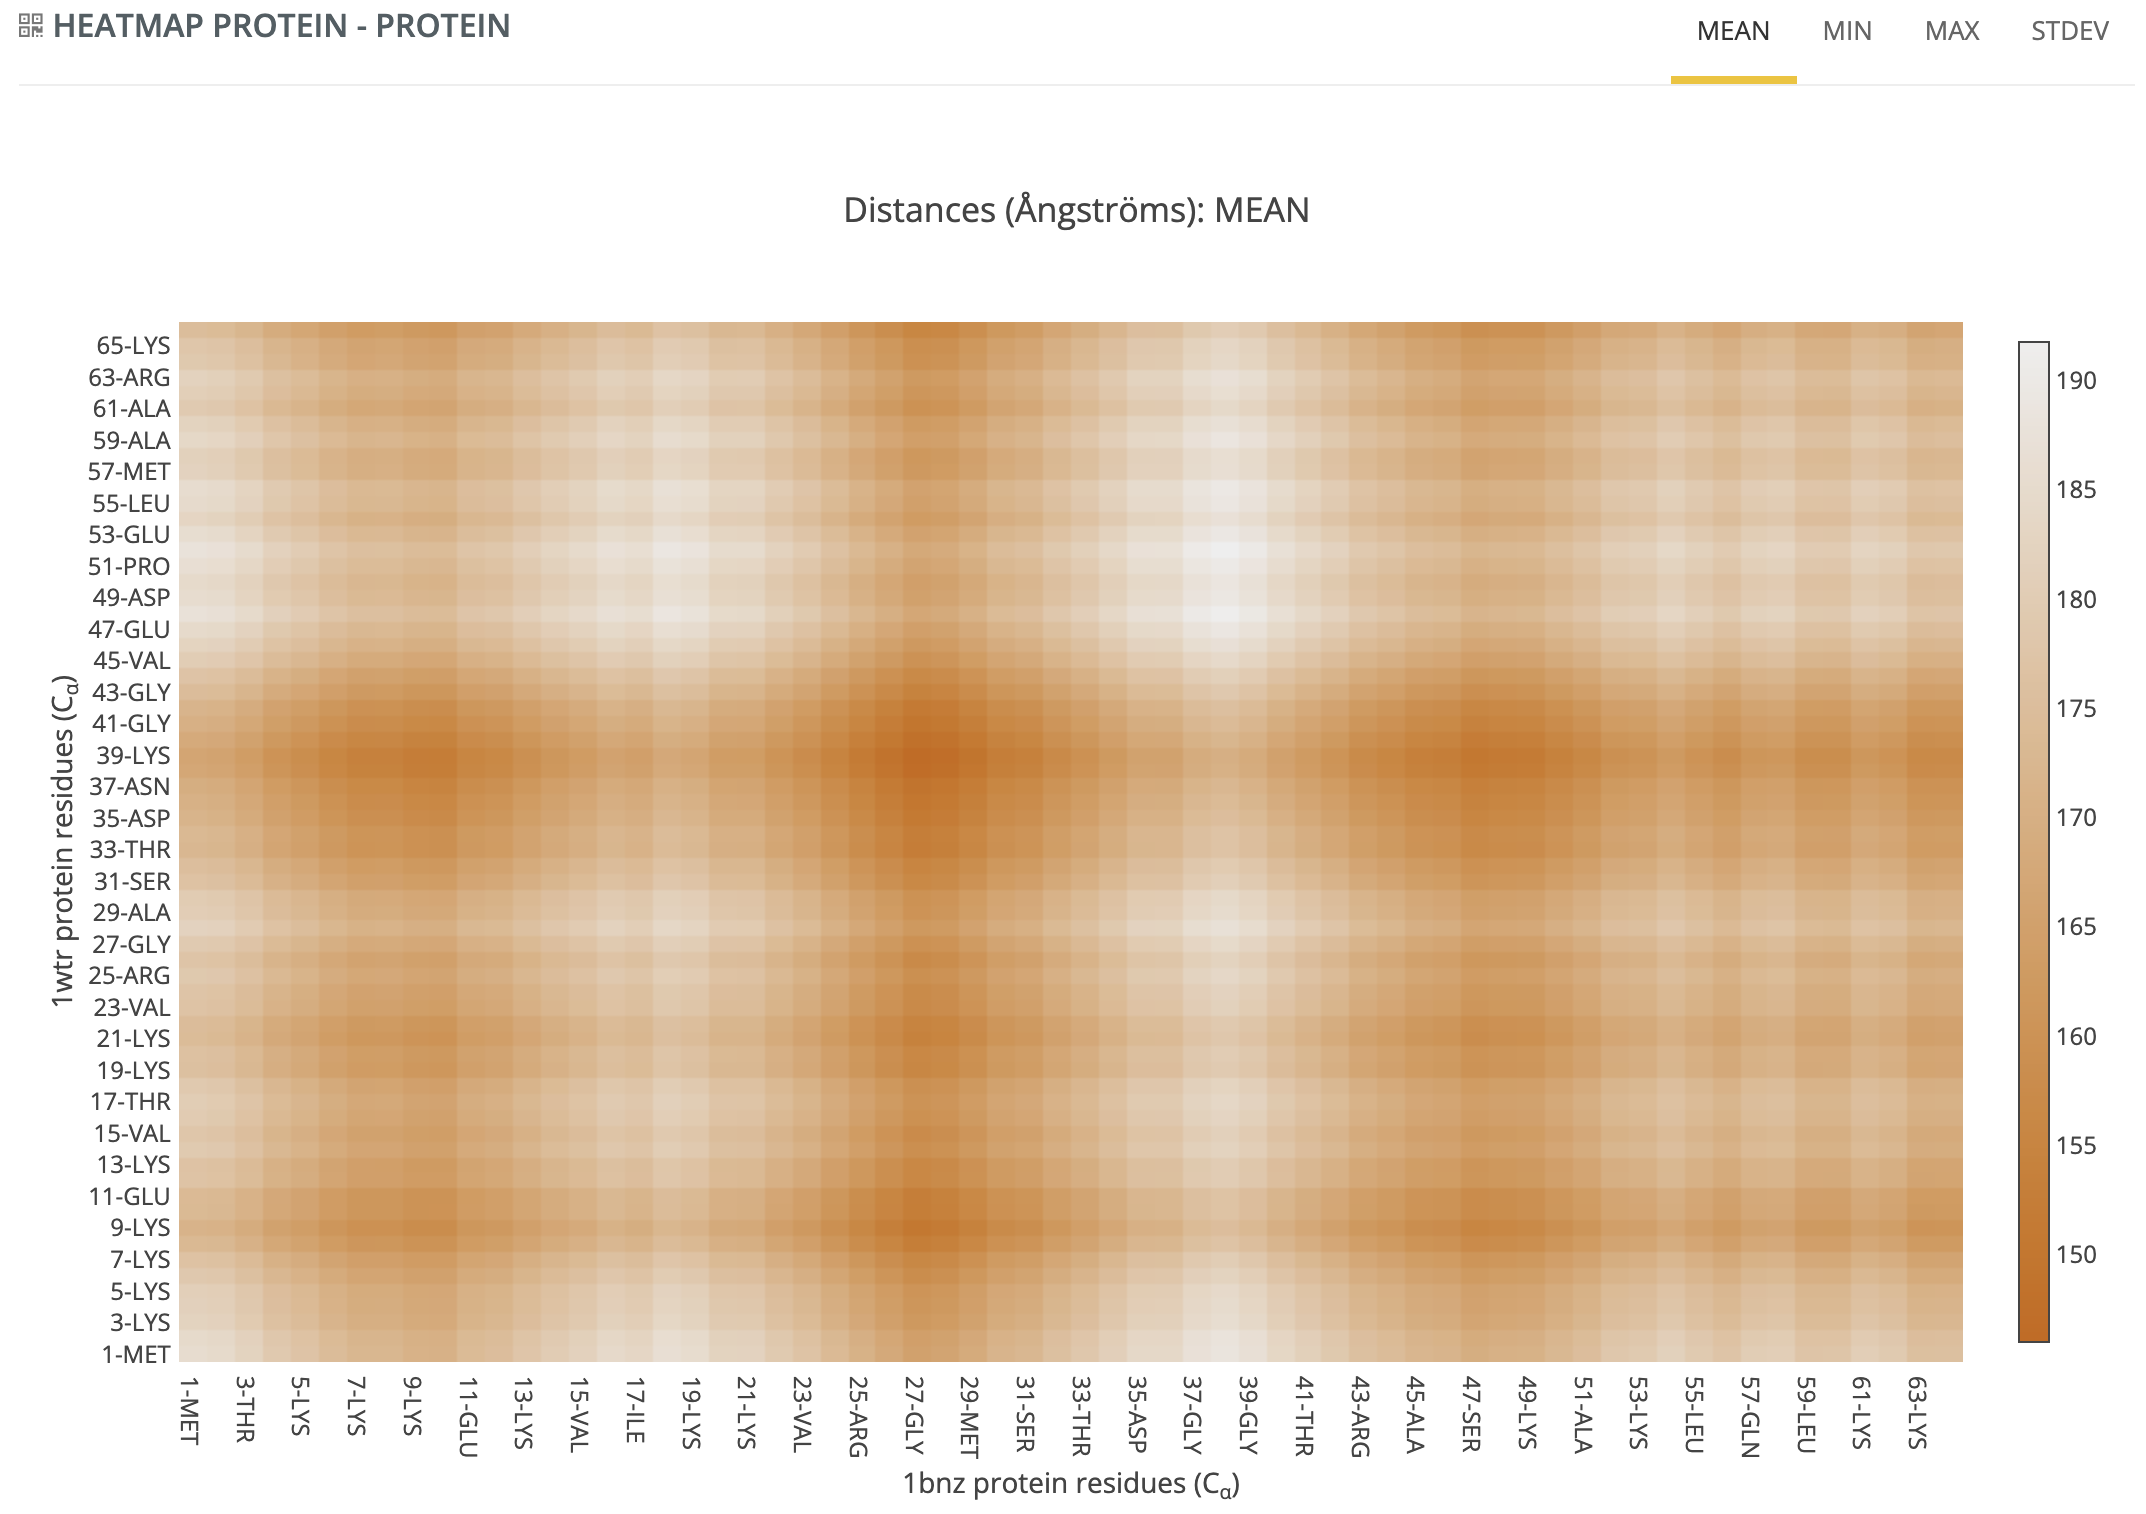 HEATMAP PROTEIN - PROTEIN
MEAN MIN MAX STDEV
Distances (Ångströms): MEAN
65-LYS
63-ARG
61-ALA
59-ALA
57-MET
55-LEU
53-GLU
51-PRO
49-ASP
47-GLU
45-VAL
43-GLY
41-GLY
39-LYS
37-ASN
35-ASP
33-THR
31-SER
29-ALA
27-GLY
25-ARG
23-VAL
21-LYS
19-LYS
17-THR
15-VAL
13-LYS
11-GLU
9-LYS
7-LYS
5-LYS
3-LYS
1-MET
1wtr protein residues (Cα)
1-MET 3-THR 5-LYS 7-LYS 9-LYS 11-GLU 13-LYS 15-VAL 17-ILE 19-LYS 21-LYS 23-VAL 25-ARG 27-GLY 29-MET 31-SER 33-THR 35-ASP 37-GLY 39-GLY 41-THR 43-ARG 45-ALA 47-SER 49-LYS 51-ALA 53-LYS 55-LEU 57-GLN 59-LEU 61-LYS 63-LYS
1bnz protein residues (Cα)
190
185
180
175
170
165
160
155
150